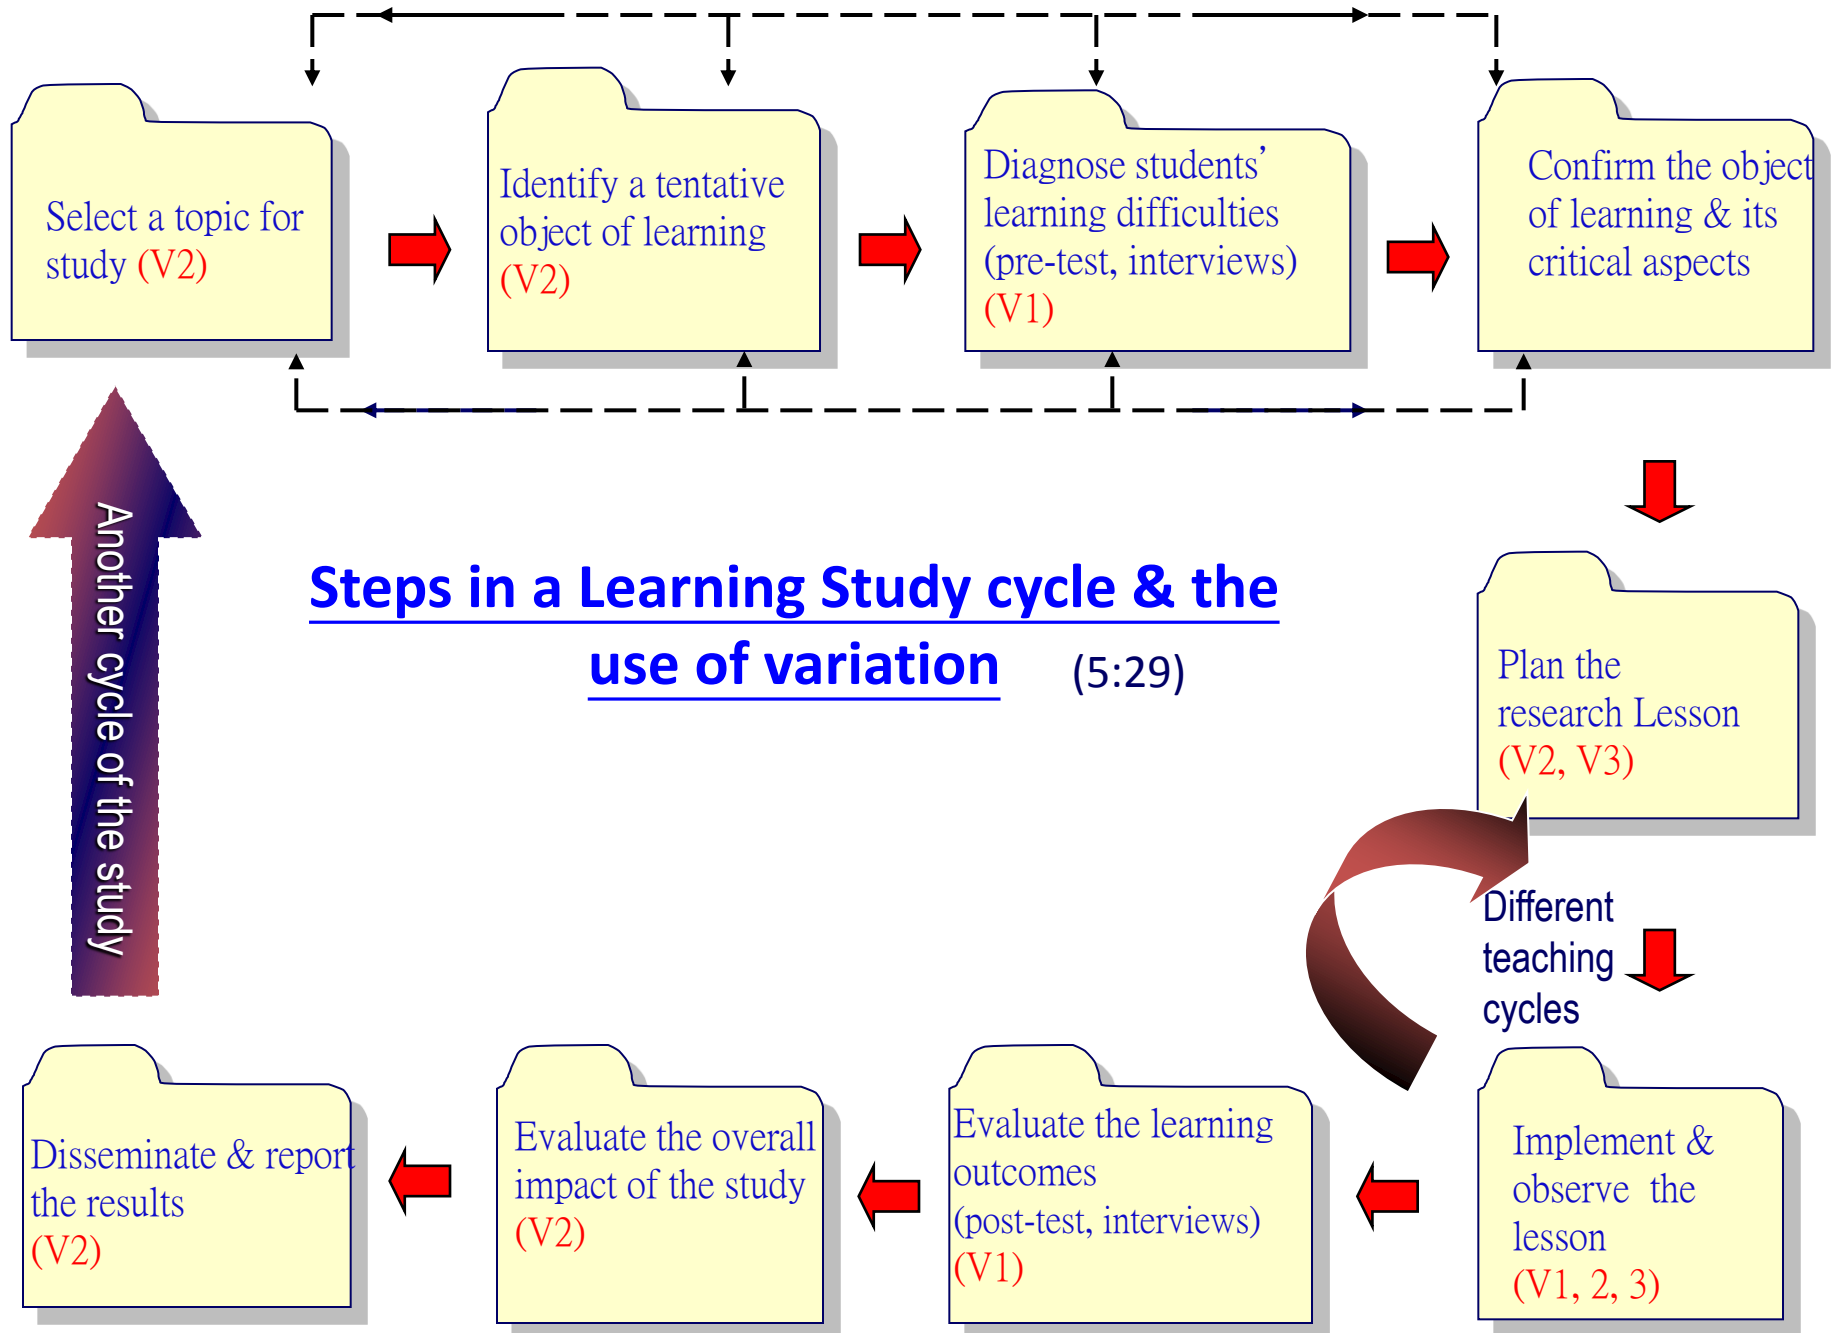 Select a topic for
study (V2)
Identify a tentative
object of learning
(V2)
Diagnose students’
learning difficulties
(pre-test, interviews)
(V1)
Confirm the object
of learning & its
critical aspects
Another cycle of the study
Steps in a Learning Study cycle & the
use of variation (5:29)
Plan the
research Lesson
(V2, V3)
Different
teaching
cycles
Disseminate & report
the results
(V2)
Evaluate the overall
impact of the study
(V2)
Evaluate the learning
outcomes
(post-test, interviews)
(V1)
Implement &
observe the
lesson
(V1, 2, 3)